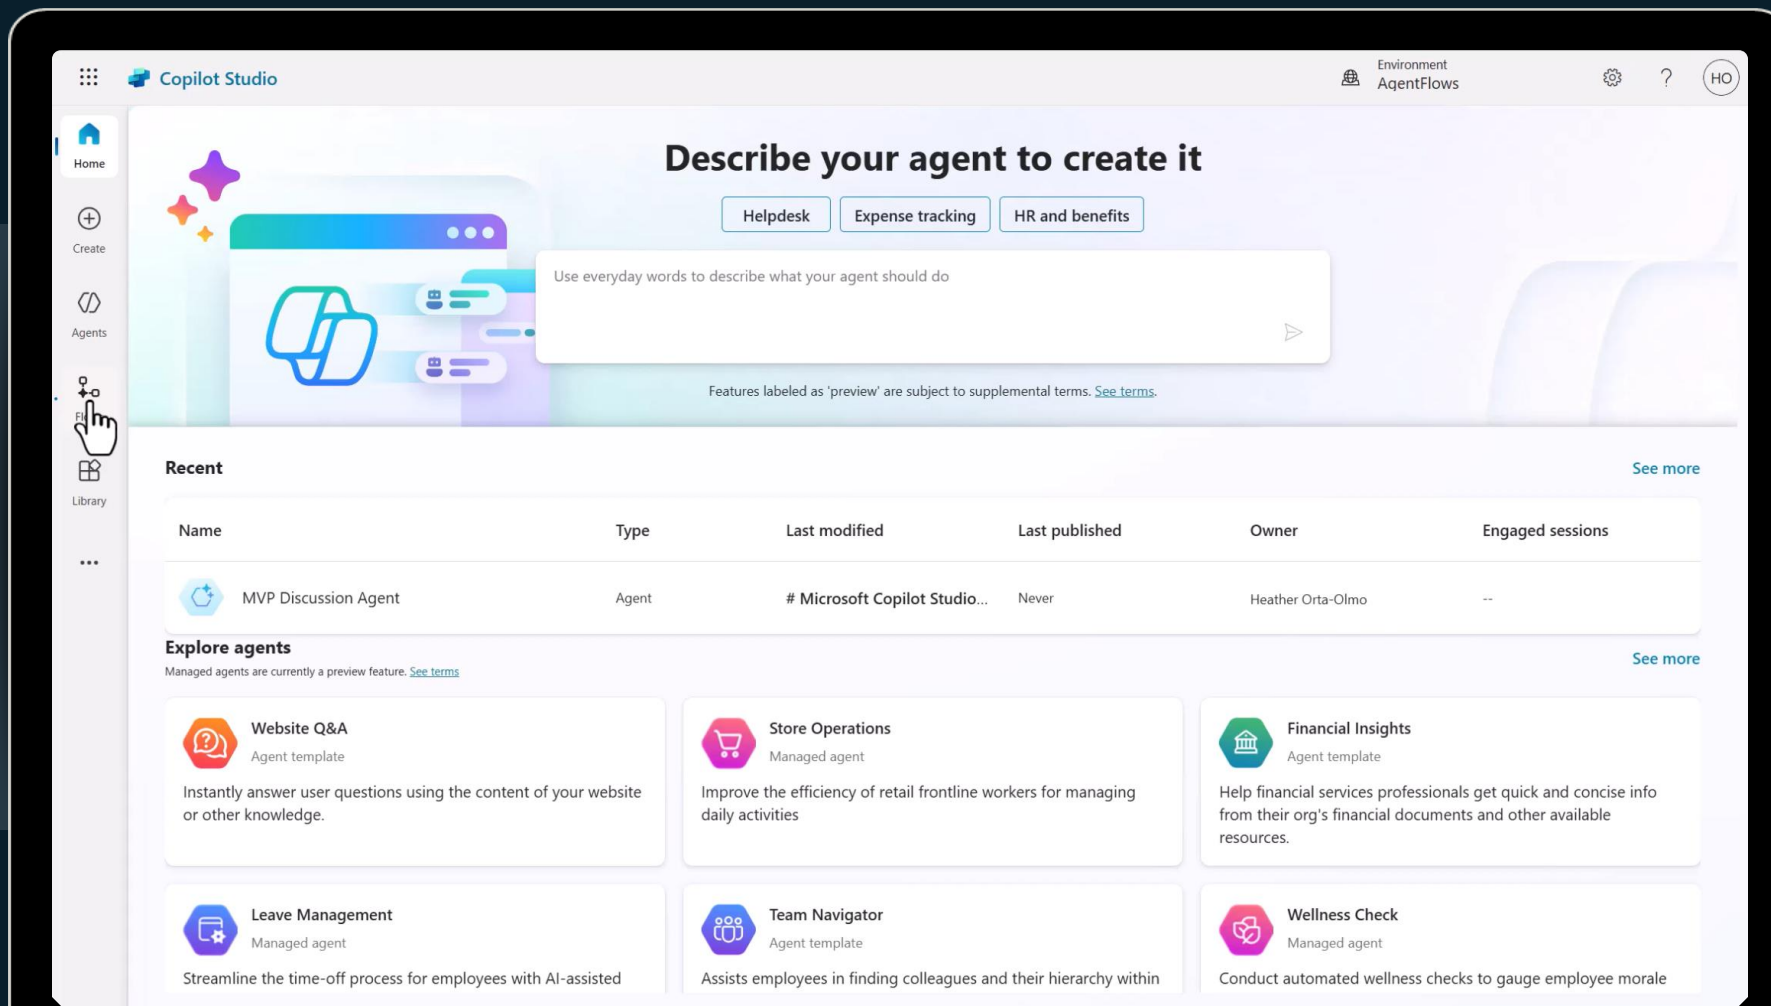 Copilot Studio
Environment
AgentFlows
?
HO
Home
Create
Agents
Library
Describe your agent to create it
Helpdesk
Expense tracking
HR and benefits
Use everyday words to describe what your agent should do
Features labeled as 'preview' are subject to supplemental terms. See terms.
Recent
See more
Name
Type
Last modified
Last published
Owner
Engaged sessions
MVP Discussion Agent
Agent
# Microsoft Copilot Studio...
Never
Heather Orta-Olmo
--
Explore agents
Managed agents are currently a preview feature. See terms
See more
Website Q&A
Agent template
Instantly answer user questions using the content of your website
or other knowledge.
Store Operations
Managed agent
Improve the efficiency of retail frontline workers for managing
daily activities
Financial Insights
Agent template
Help financial services professionals get quick and concise info
from their org's financial documents and other available
resources.
Leave Management
Managed agent
Streamline the time-off process for employees with AI-assisted
Team Navigator
Agent template
Assists employees in finding colleagues and their hierarchy within
Wellness Check
Managed agent
Conduct automated wellness checks to gauge employee morale